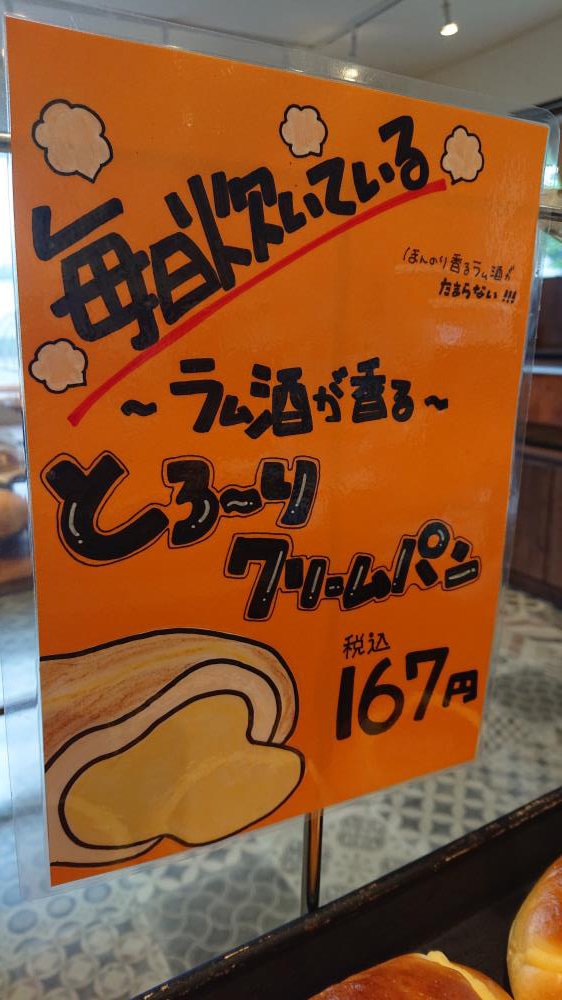 毎日炊いている
ほんのり香るラム酒が
たまらない!!!
~ラム酒が香る~
とろ~り
クリームパン
税込
167円